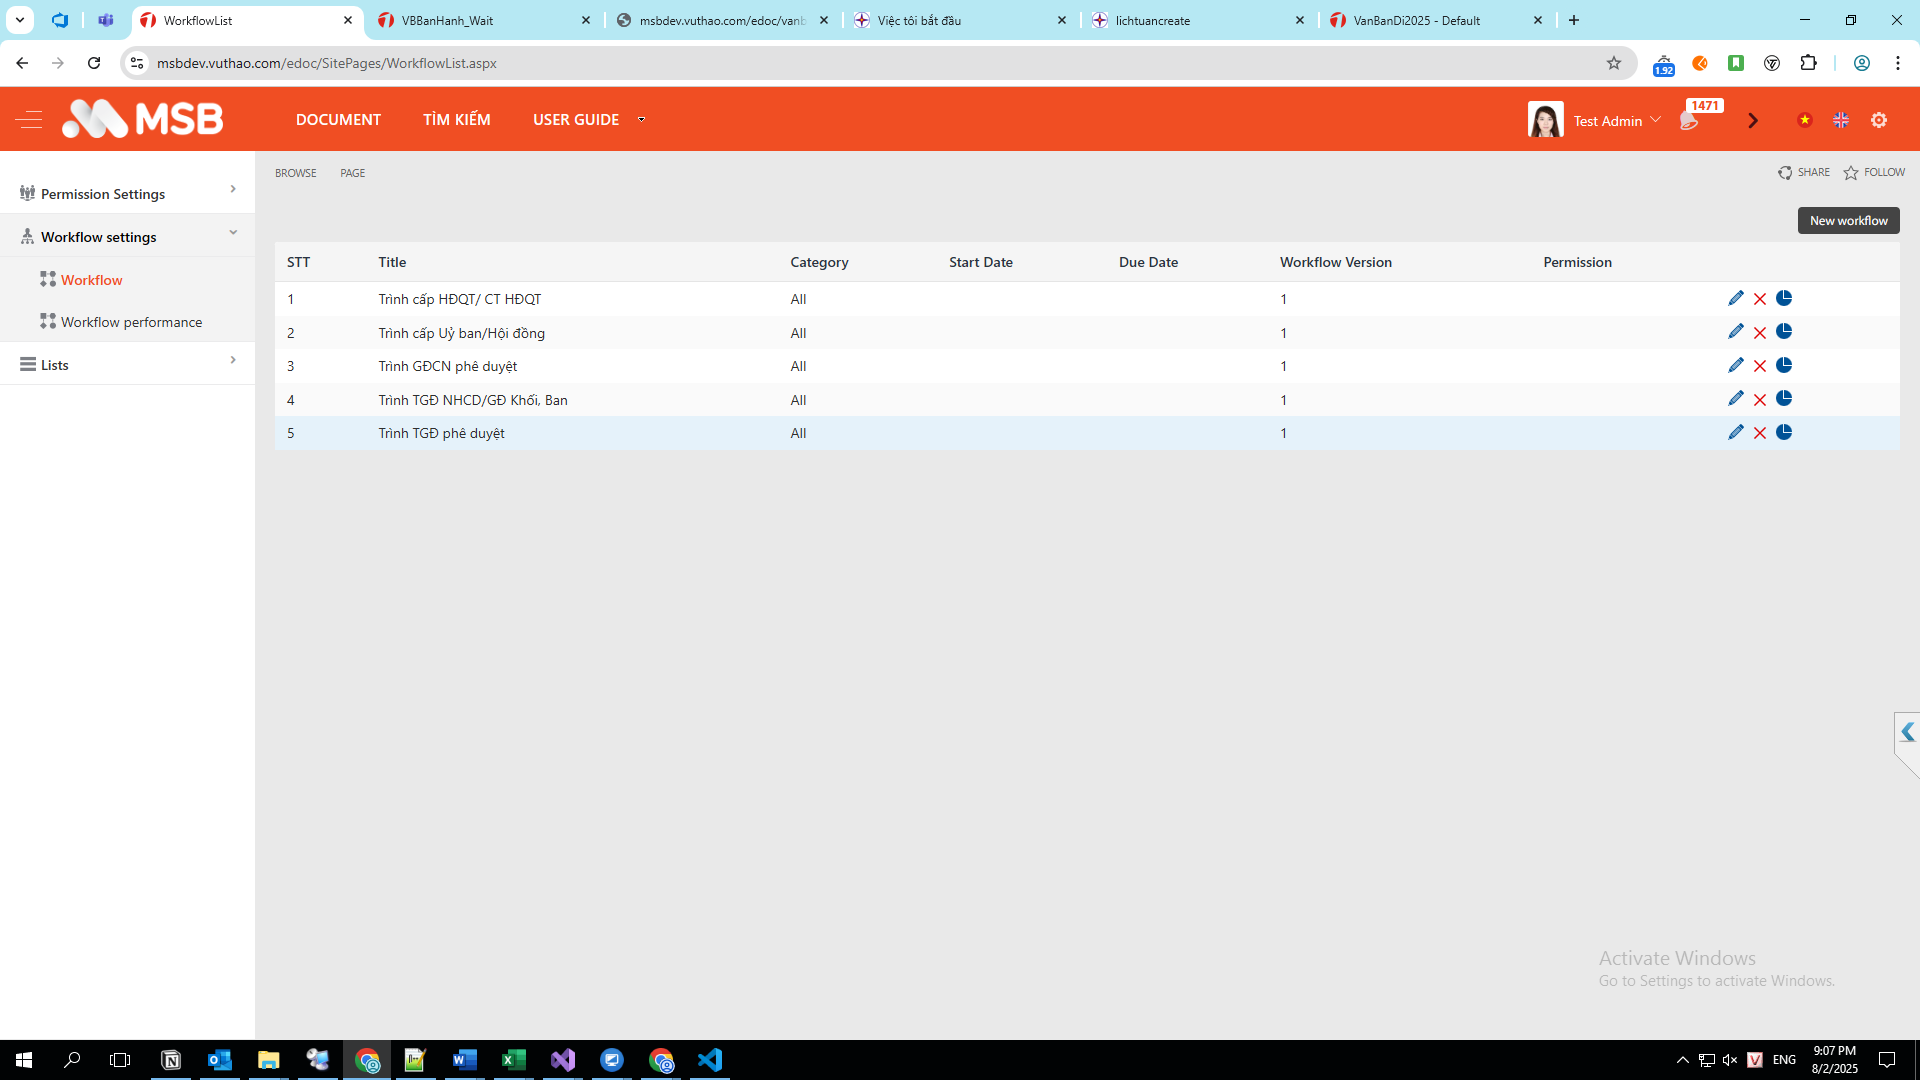 WorkflowList
VBBanHanh_Wait
msbdev.vuthao.com/edoc/vanb
Việc tôi bắt đầu
lichtuancreate
VanBanDi2025 - Default
msbdev.vuthao.com/edoc/SitePages/WorkflowList.aspx
1.92
MSB
DOCUMENT
TÌM KIẾM
USER GUIDE
Test Admin
1471
BROWSE
PAGE
SHARE
FOLLOW
Permission Settings
Workflow settings
Workflow
Workflow performance
Lists
New workflow
STT Title Category Start Date Due Date Workflow Version Permission
1 Trình cấp HĐQT/ CT HĐQT All 1
2 Trình cấp Uỷ ban/Hội đồng All 1
3 Trình GĐCN phê duyệt All 1
4 Trình TGĐ NHCD/GĐ Khối, Ban All 1
5 Trình TGĐ phê duyệt All 1
Activate Windows
Go to Settings to activate Windows.
ENG
9:07 PM
8/2/2025